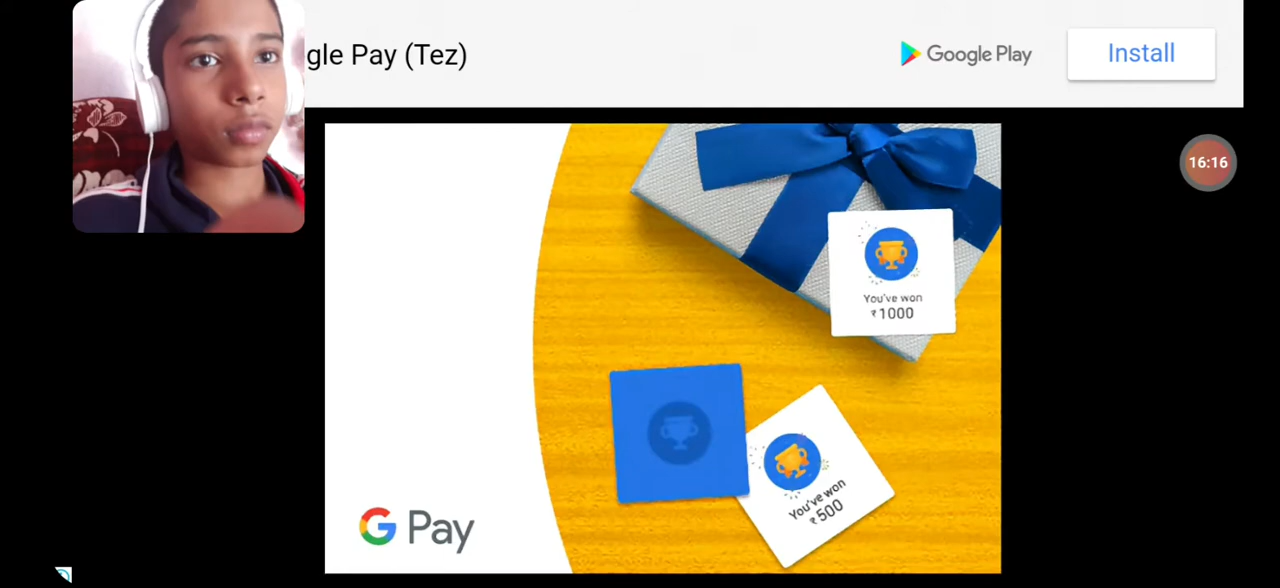 gle Pay (Tez)
Google Play
Install
16:16
You've won
₹1000
You've won
₹500
G Pay